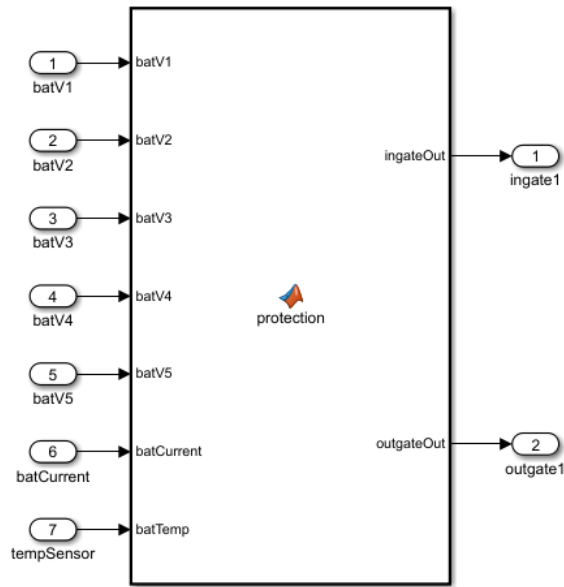 1
batV1
batV1
2
batV2
batV2
3
batV3
batV3
4
batV4
batV4
5
batV5
batV5
6
batCurrent
batCurrent
7
tempSensor
batTemp
protection
ingateOut
1
ingate1
outgateOut
2
outgate1